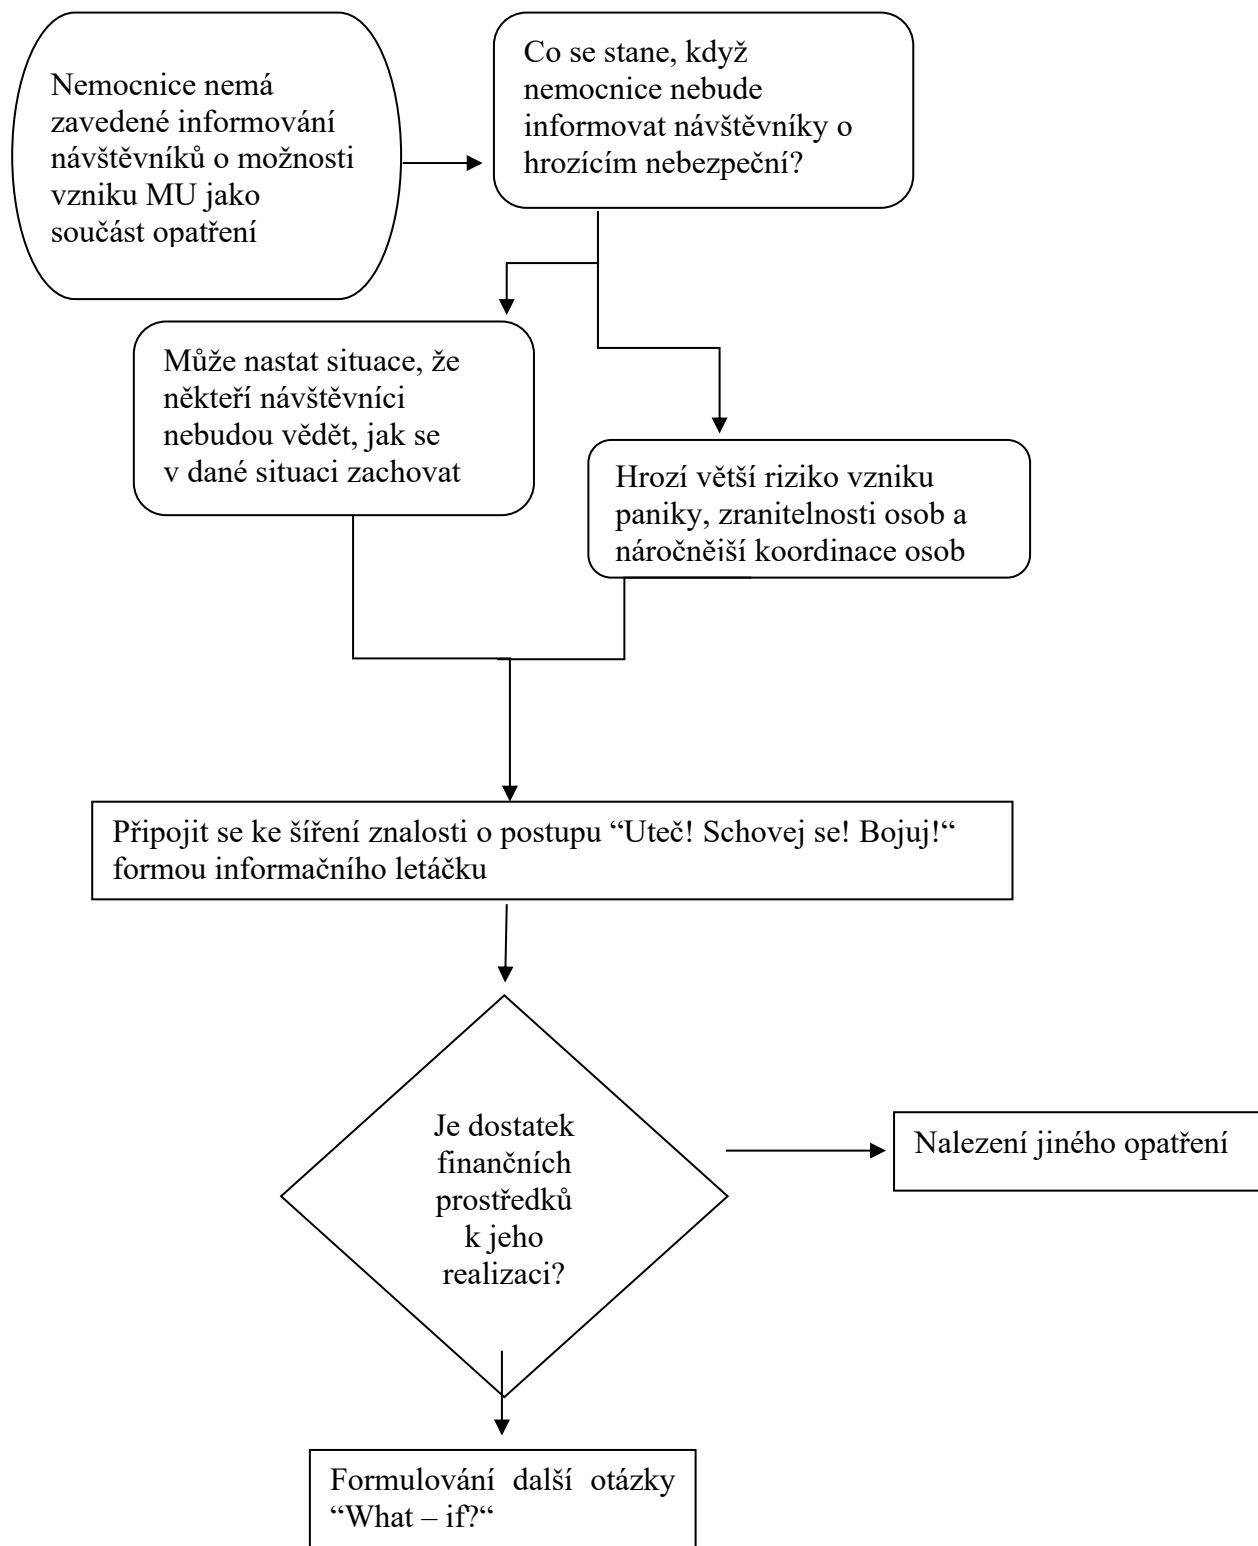 Nemocnice nemá
zavedené informování
návštěvníků o možnosti
vzniku MU jako
součást opatření
Co se stane, když
nemocnice nebude
informovat návštěvníky o
hrozícím nebezpeční?
Může nastat situace, že
někteří návštěvníci
nebudou vědět, jak se
v dané situaci zachovat
Hrozí větší riziko vzniku
paniky, zranitelnosti osob a
náročnější koordinace osob
Připojit se ke šíření znalosti o postupu “Uteč! Schovej se! Bojuj!“
formou informačního letáčku
Je dostatek
finančních
prostředků
k jeho
realizaci?
Nalezení jiného opatření
Formulování další otázky
“What – if?“